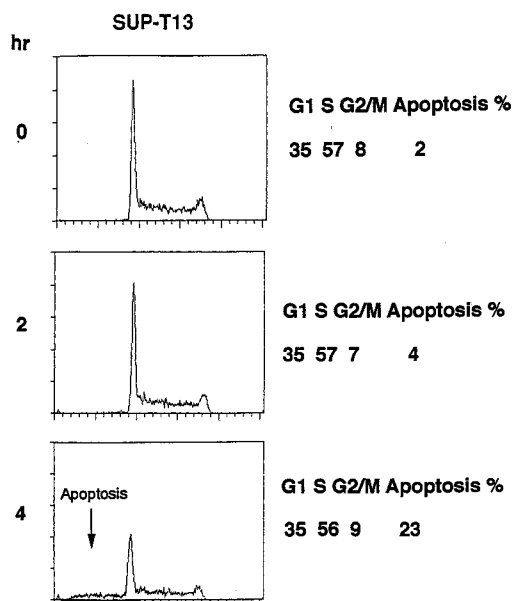 SUP-T13
hr
0
G1 S G2/M Apoptosis %
35 57 8 2
2
G1 S G2/M Apoptosis %
35 57 7 4
4
Apoptosis
G1 S G2/M Apoptosis %
35 56 9 23